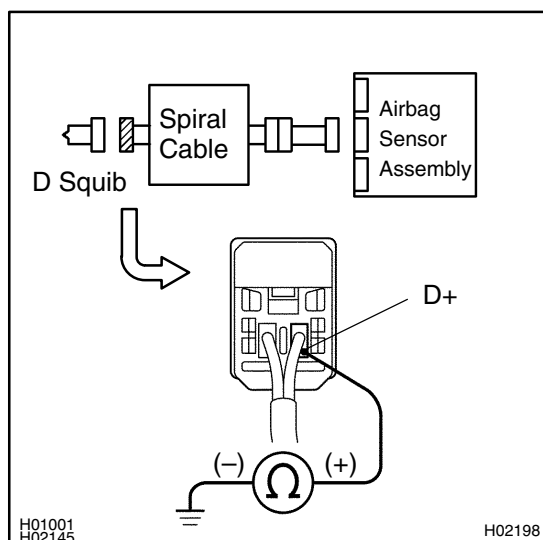 Spiral
Cable
Airbag
Sensor
Assembly
D Squib
D+
(–)
Ω
(+)
H01001
H02145
H02198